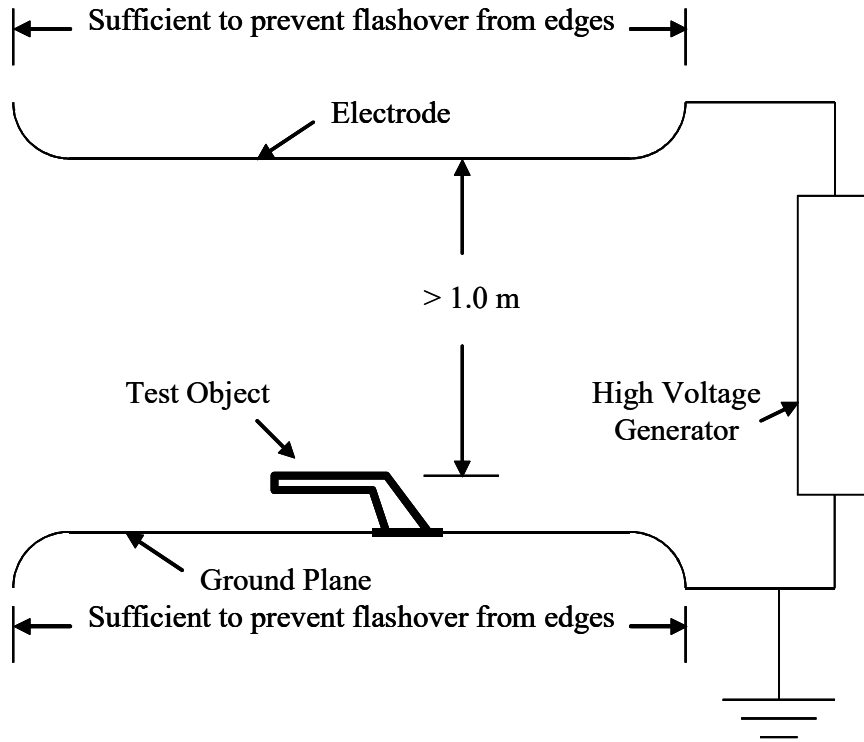 Sufficient to prevent flashover from edges
Electrode
> 1.0 m
Test Object
High Voltage
Generator
Ground Plane
Sufficient to prevent flashover from edges